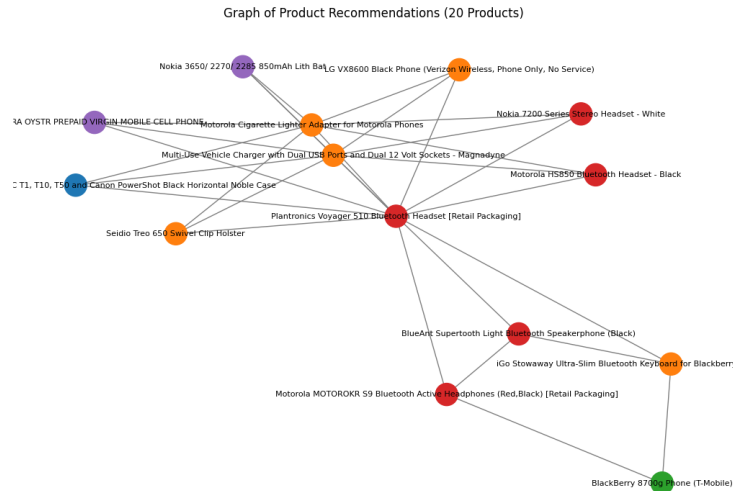 Graph of Product Recommendations (20 Products)
Nokia 3650/ 2270/ 2285 850mAh Lith Bat
LG VX8600 Black Phone (Verizon Wireless, Phone Only, No Service)
Nokia 7200 Series Stereo Headset - White
RA OYSTR PREPAID VIRGIN MOBILE CELL PHONE
Motorola Cigarette Lighter Adapter for Motorola Phones
Multi-Use Vehicle Charger with Dual USB Ports and Dual 12 Volt Sockets - Magnadyne
Motorola HS850 Bluetooth Headset - Black
T1, T10, T50 and Canon PowerShot Black Horizontal Noble Case
Plantronics Voyager 510 Bluetooth Headset [Retail Packaging]
Seidio Treo 650 Swivel Clip Holster
BlueAnt Supertooth Light Bluetooth Speakerphone (Black)
iGo Stowaway Ultra-Slim Bluetooth Keyboard for Blackberry
Motorola MOTOROKR S9 Bluetooth Active Headphones (Red,Black) [Retail Packaging]
BlackBerry 8700g Phone (T-Mobile)